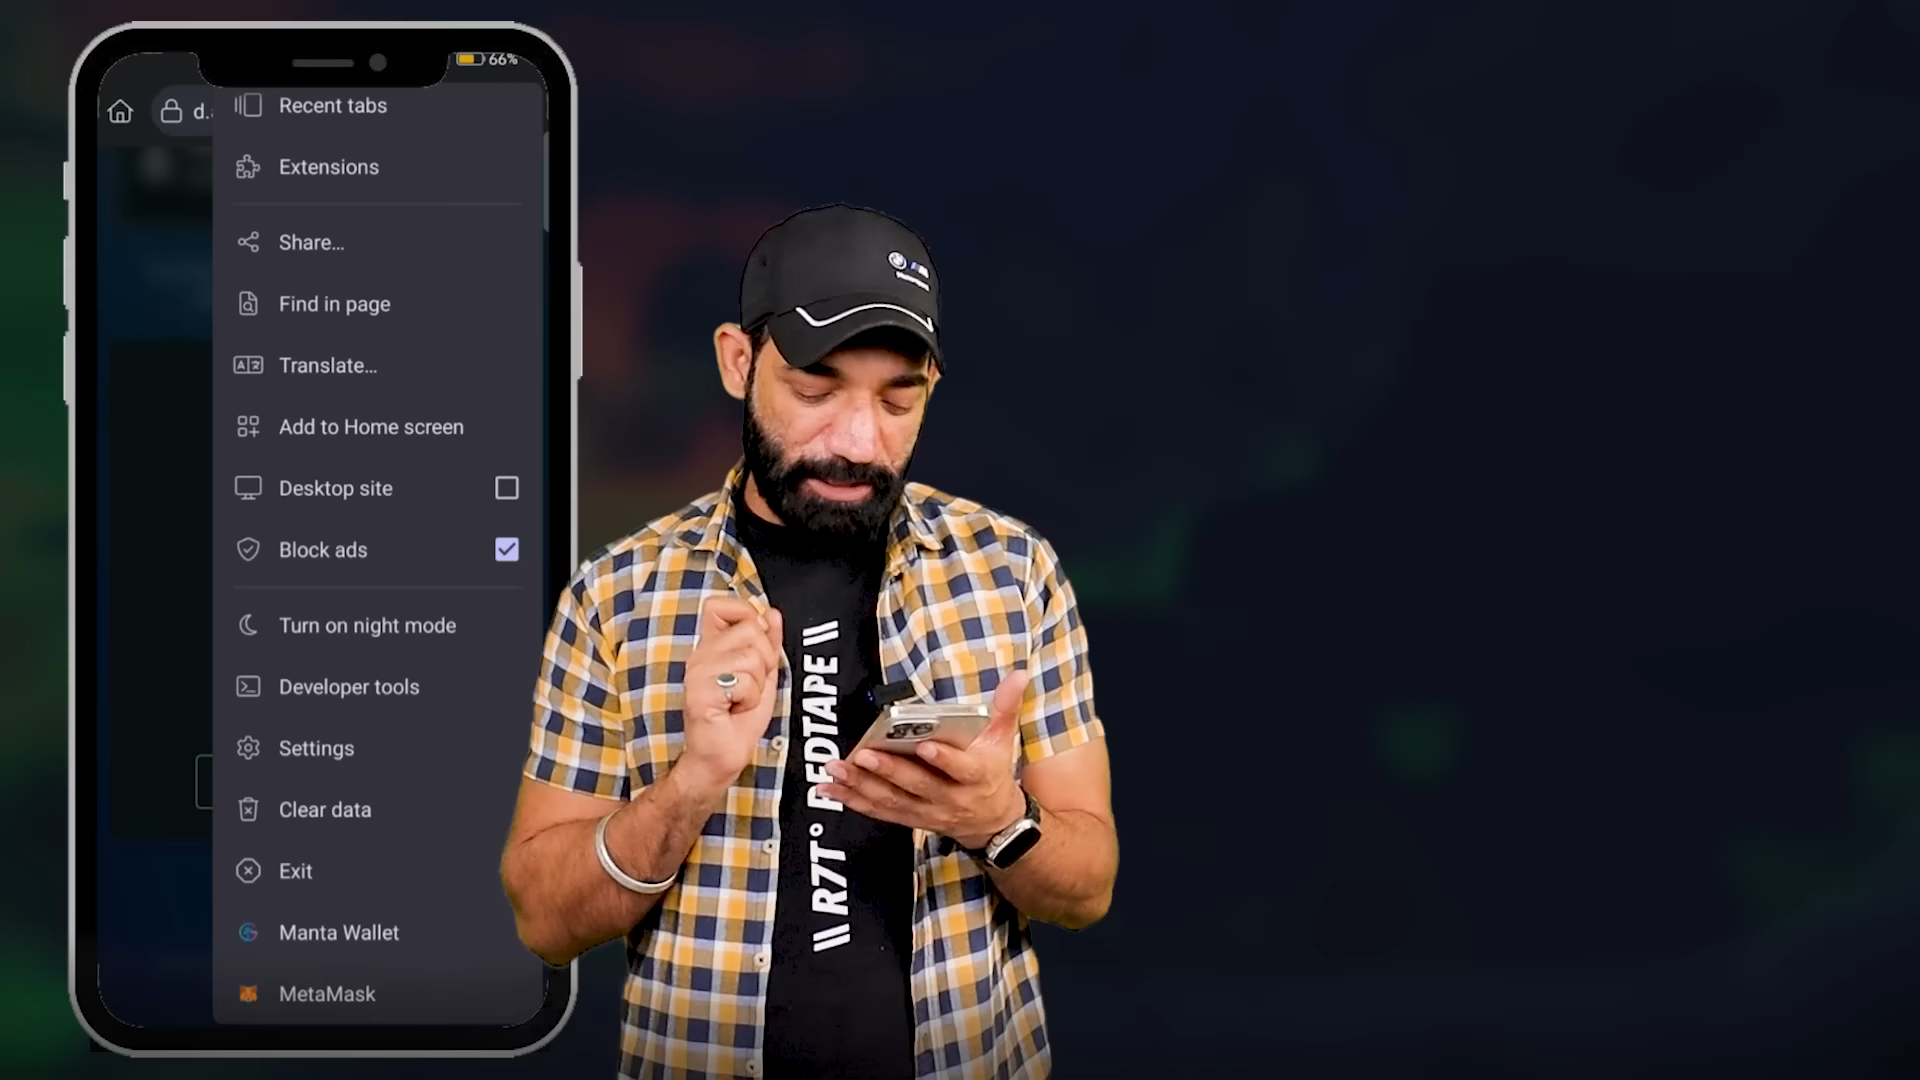 66%
d.
Recent tabs
Extensions
Share...
Find in page
Translate...
Add to Home screen
Desktop site
Block ads
Turn on night mode
Developer tools
Settings
Clear data
Exit
Manta Wallet
MetaMask
\\ R7T° REDTAPE \\